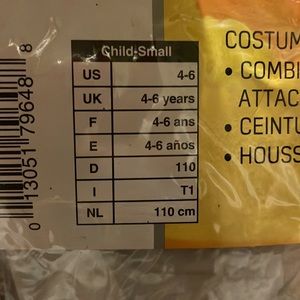 Child-Small
US 4-6
UK 4-6 years
F 4-6 ans
E 4-6 años
D 110
I T1
NL 110 cm
0 13051 79648 8
COSTUM
• COMBI
ATTAC
• CEINTU
• HOUSS